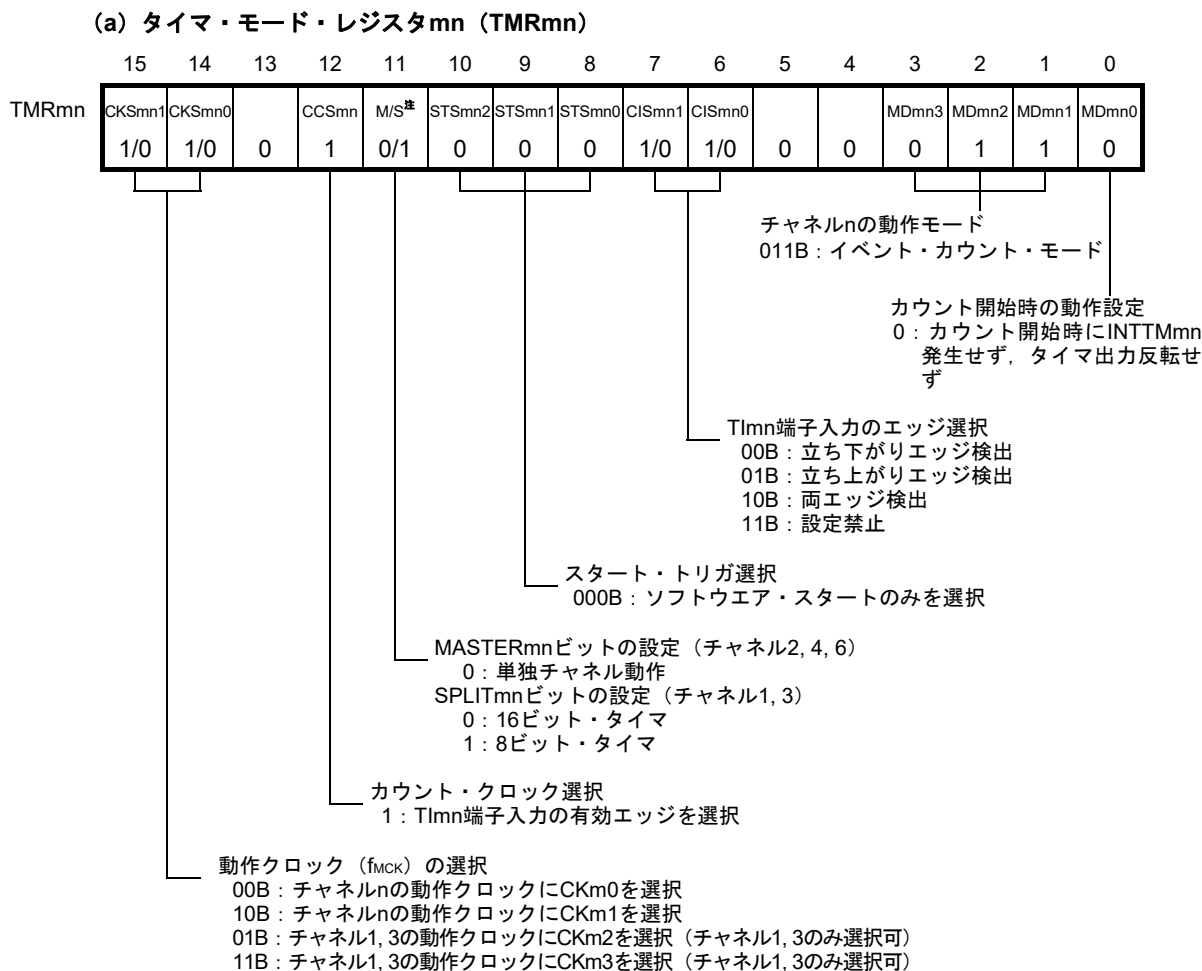 (a) タイマ・モード・レジスタmn（TMRmn）
15 14 13 12 11 10 9 8 7 6 5 4 3 2 1 0
TMRmn CKSmn1 CKSmn0 CCSmn M/S注 STSmn2 STSmn1 STSmn0 CISmn1 CISmn0 MDmn3 MDmn2 MDmn1 MDmn0
1/0 1/0 0 1 0/1 0 0 0 1/0 1/0 0 0 0 1 1 0
チャネルnの動作モード
011B：イベント・カウント・モード
カウント開始時の動作設定
0：カウント開始時にINTTMmn
発生せず，タイマ出力反転せ
ず
TImn端子入力のエッジ選択
00B：立ち下がりエッジ検出
01B：立ち上がりエッジ検出
10B：両エッジ検出
11B：設定禁止
スタート・トリガ選択
000B：ソフトウエア・スタートのみを選択
MASTERmnビットの設定（チャネル2, 4, 6）
0：単独チャネル動作
SPLITmnビットの設定（チャネル1, 3）
0：16ビット・タイマ
1：8ビット・タイマ
カウント・クロック選択
1：TImn端子入力の有効エッジを選択
動作クロック（fMCK）の選択
00B：チャネルnの動作クロックにCKm0を選択
10B：チャネルnの動作クロックにCKm1を選択
01B：チャネル1, 3の動作クロックにCKm2を選択（チャネル1, 3のみ選択可）
11B：チャネル1, 3の動作クロックにCKm3を選択（チャネル1, 3のみ選択可）